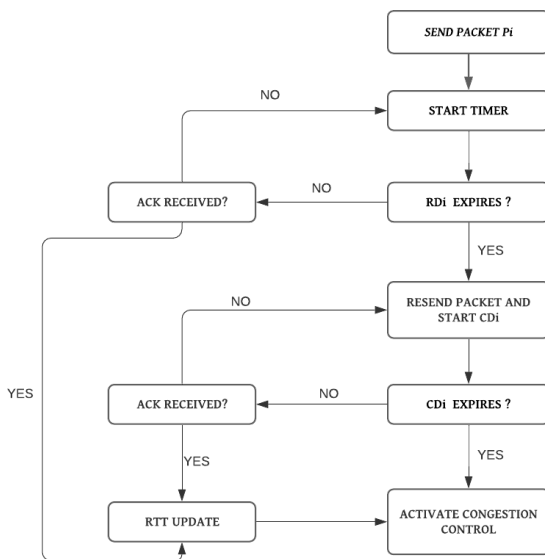 SEND PACKET Pi
NO
START TIMER
NO
ACK RECEIVED?
RDi EXPIRES ?
YES
RESEND PACKET AND
START CDi
NO
YES
NO
ACK RECEIVED?
CDi EXPIRES ?
YES
YES
RTT UPDATE
ACTIVATE CONGESTION
CONTROL